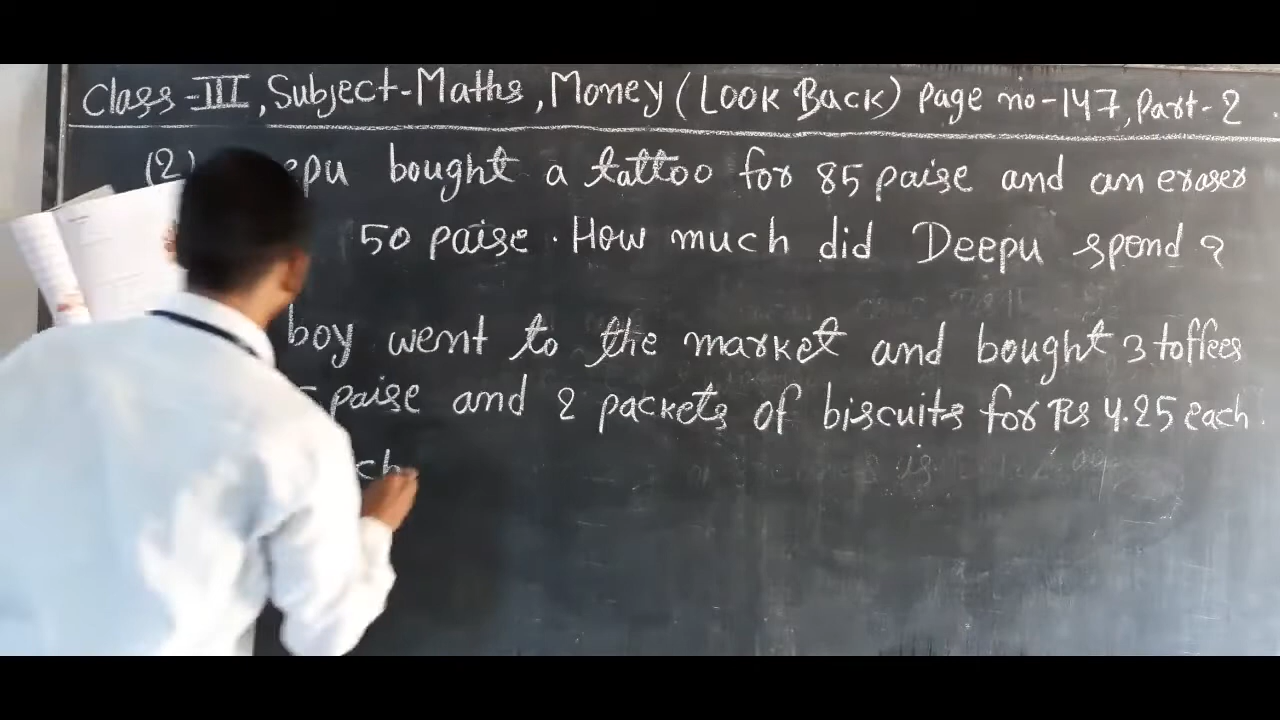 Class-III, Subject-Maths, Money (Look Back) Page no-147, Part-2.
(2) bought a tattoo for 85 paise and an eraser
50 paise. How much did Deepu spend?
boy went to the market and bought 3 toffees
paise and 2 packets of biscuits for Rs 4.25 each.